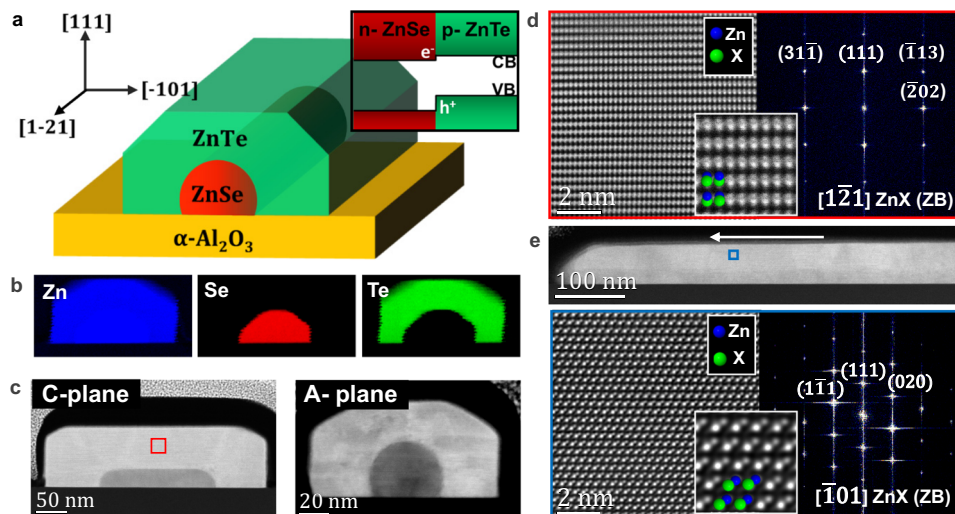 a
[111]
[-101]
[1-21]
ZnTe
ZnSe
α-Al₂O₃
n- ZnSe
p- ZnTe
e⁻
CB
VB
h⁺
b
Zn
Se
Te
c
C-plane
50 nm
A- plane
20 nm
d
Zn
X
2 nm
(311̅)
(111)
(1̅13)
(2̅02)
[12̅1] ZnX (ZB)
e
100 nm
Zn
X
2 nm
(11̅1)
(111)
(020)
[1̅01] ZnX (ZB)